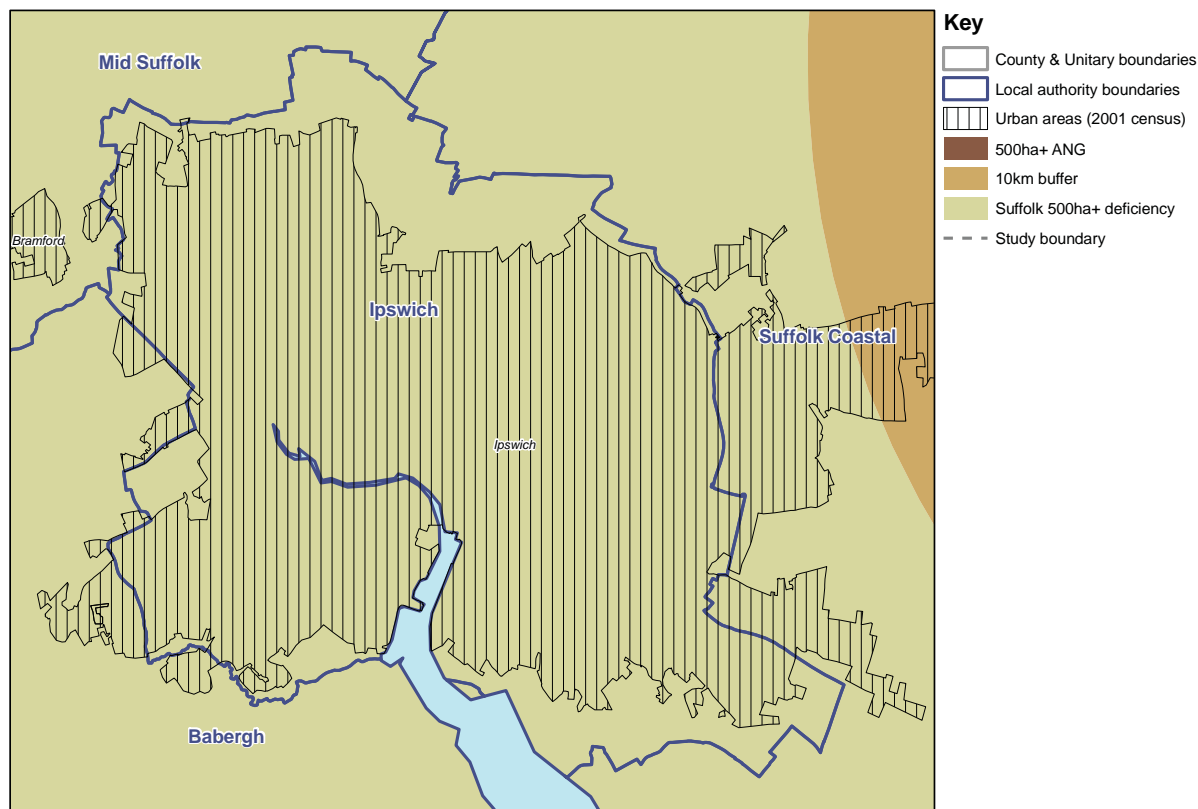 Mid Suffolk
Bramford
Ipswich
Suffolk Coastal
Ipswich
Babergh
Key
County & Unitary boundaries
Local authority boundaries
Urban areas (2001 census)
500ha+ ANG
10km buffer
Suffolk 500ha+ deficiency
Study boundary